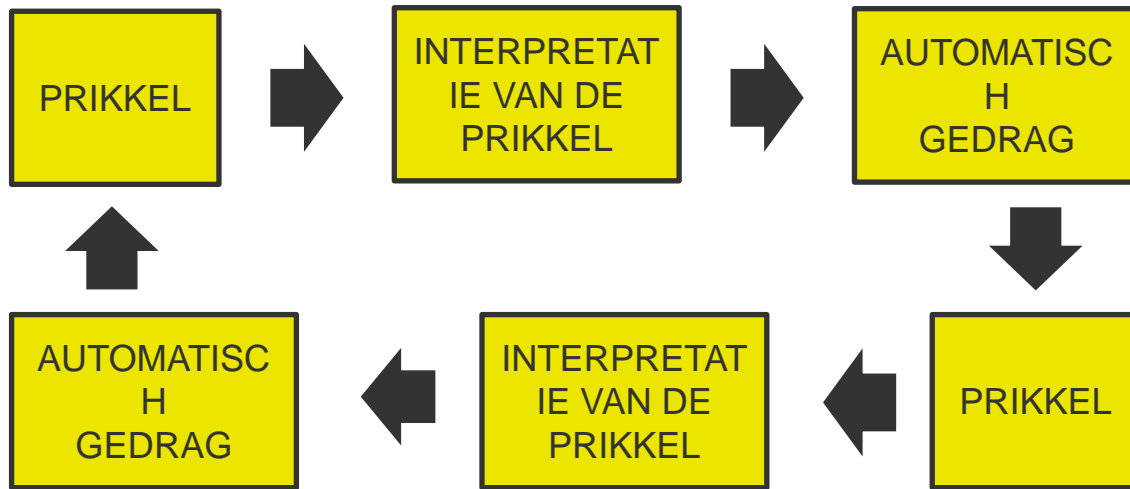 PRIKKEL
INTERPRETAT
IE VAN DE
PRIKKEL
AUTOMATISC
H
GEDRAG
AUTOMATISC
H
GEDRAG
INTERPRETAT
IE VAN DE
PRIKKEL
PRIKKEL